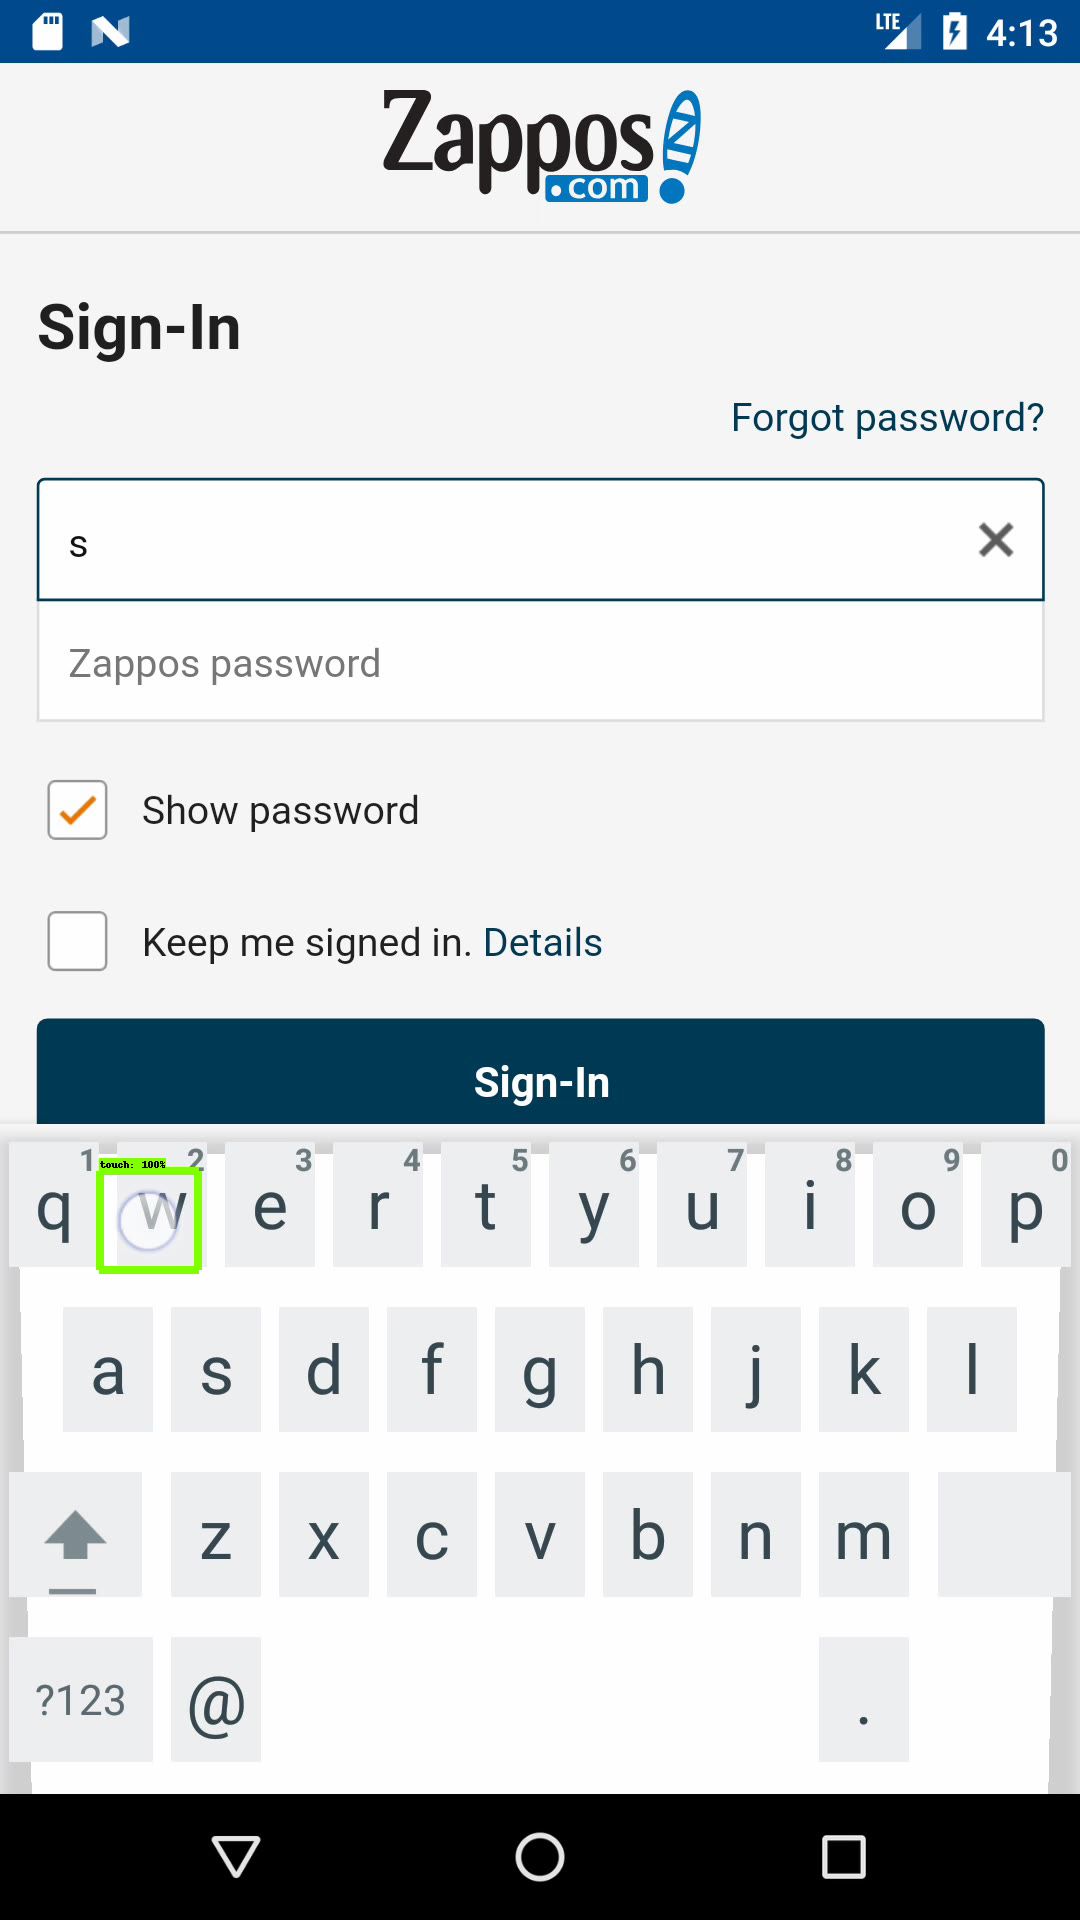 LTE 4:13
Zappos
.com
Sign-In
Forgot password?
s
Zappos password
Show password
Keep me signed in. Details
Sign-In
1 2 3 4 5 6 7 8 9 0
touch: 100%
q w e r t y u i o p
a s d f g h j k l
z x c v b n m
?123 @ .